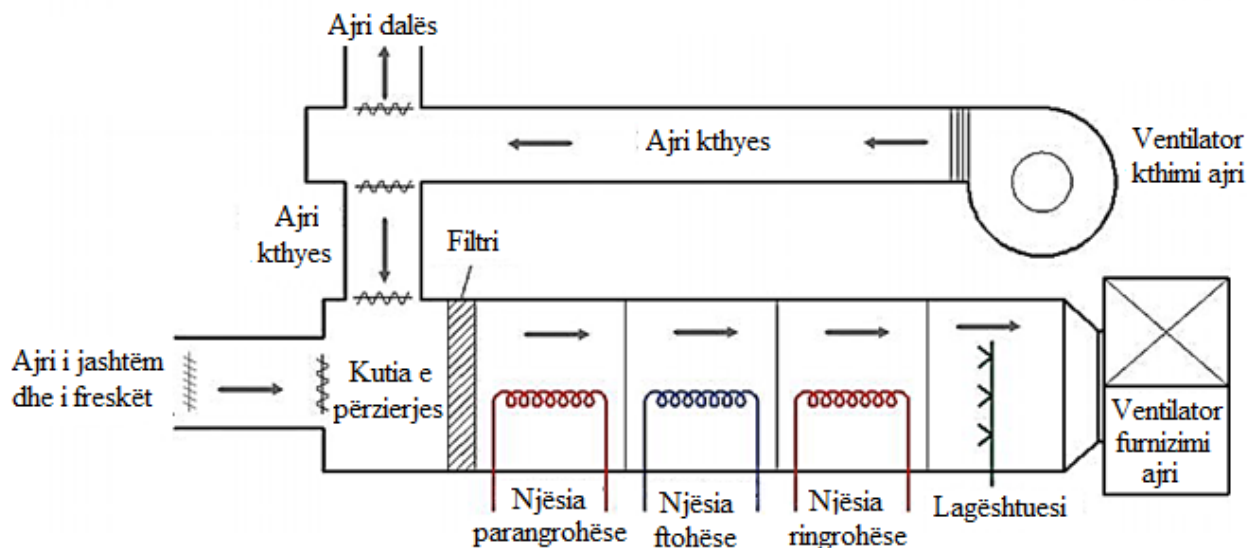 Ajri dalës
Ajri kthyes
Ventilator
kthimi ajri
Ajri
kthyes
Filtri
Ajri i jashtëm
dhe i freskët
Kutia e
përzierjes
Ventilator
furnizimi
ajri
Njësia
parangrohëse
Njësia
ftohëse
Njësia
ringrohëse
Lagështuesi